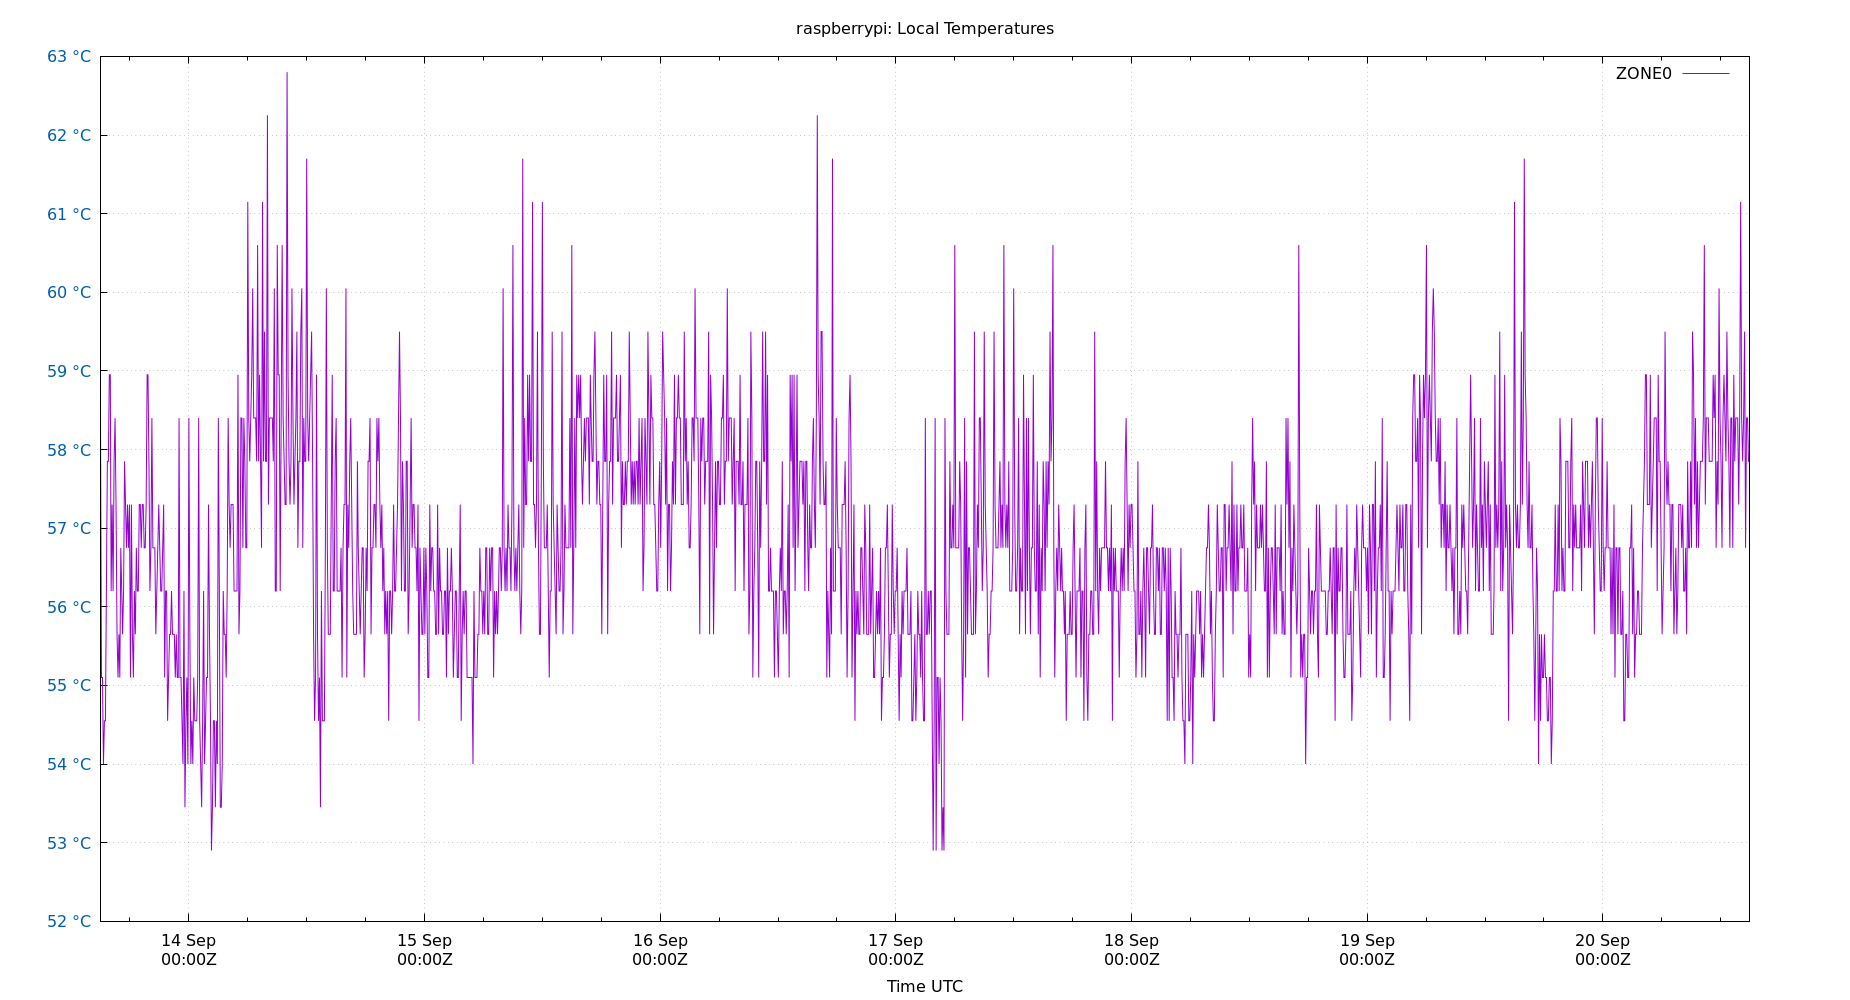 raspberrypi: Local Temperatures
63 °C
ZONE0
62 °C
61 °C
60 °C
59 °C
58 °C
57 °C
56 °C
55 °C
54 °C
53 °C
52 °C
14 Sep 15 Sep 16 Sep 17 Sep 18 Sep 19 Sep 20 Sep
00:00Z 00:00Z 00:00Z 00:00Z 00:00Z 00:00Z 00:00Z
Time UTC